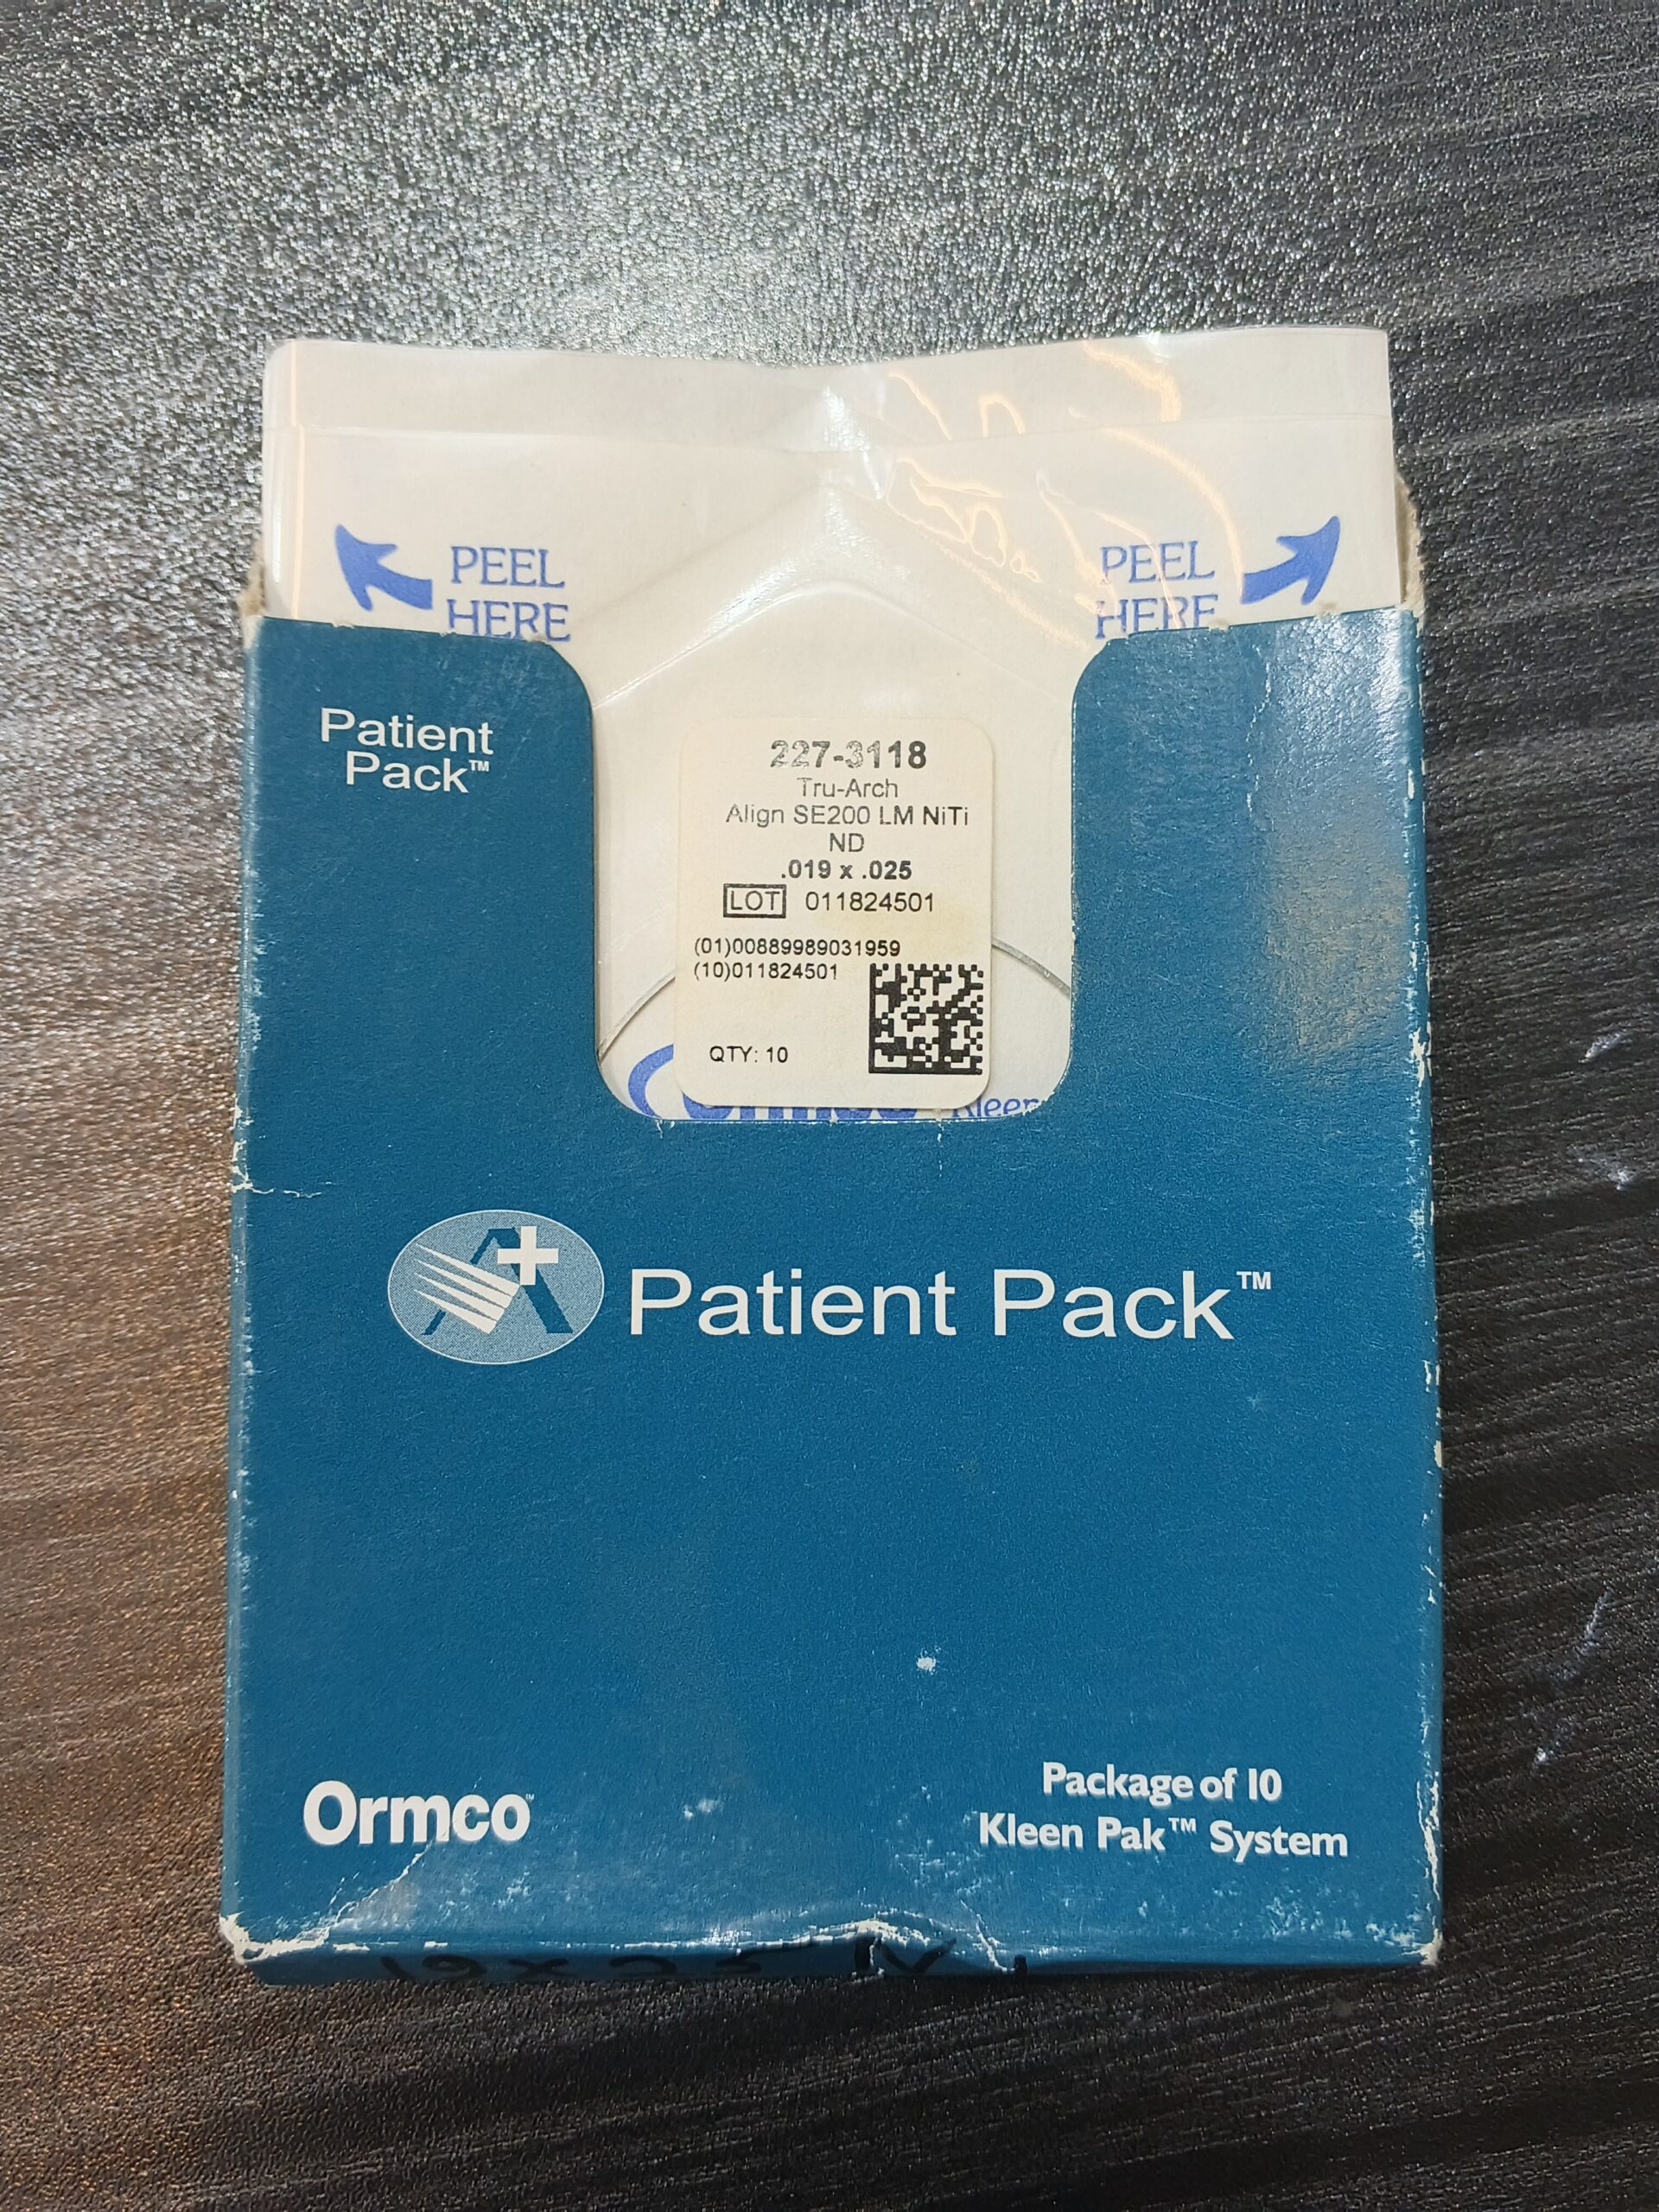 PEEL
HERE
PEEL
HERE
Patient
Pack™
227-3118
Tru-Arch
Align SE200 LM NiTi
ND
.019 x .025
LOT 011824501
(01)00889989031959
(10)011824501
QTY: 10
Patient Pack™
Ormco™
Package of 10
Kleen Pak™ System